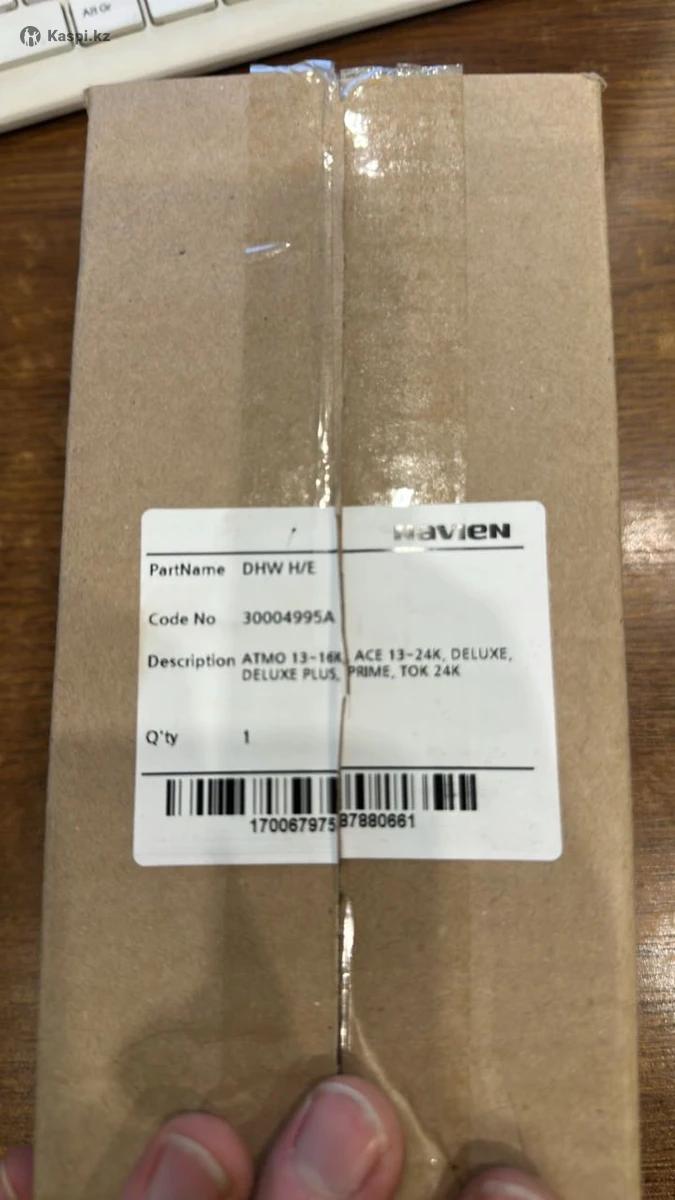 Alt Gr
Kaspi.kz
NAVIEN
PartName DHW H/E
Code No 30004995A
Description ATMO 13-16K, ACE 13-24K, DELUXE,
DELUXE PLUS, PRIME, TOK 24K
Q'ty 1
17006797587880661